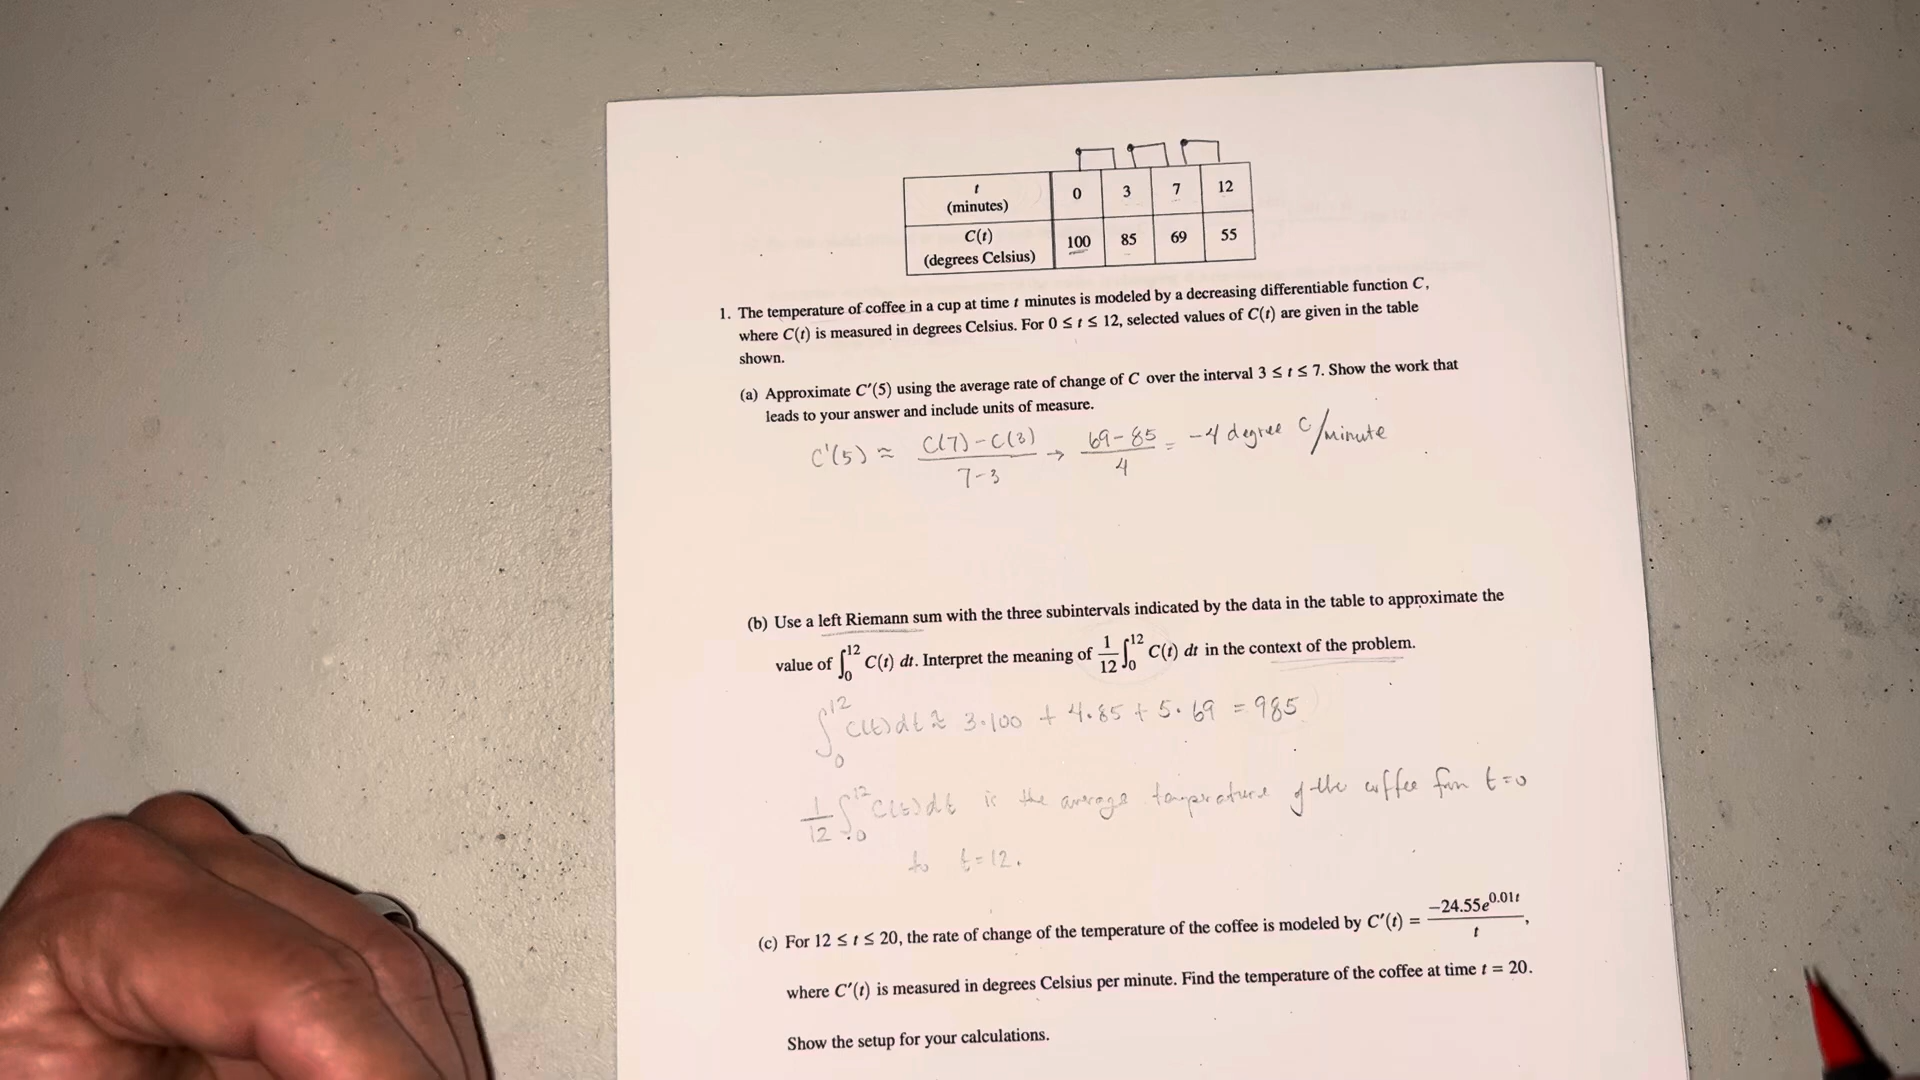 t
(minutes) 0 3 7 12
C(t)
(degrees Celsius) 100 85 69 55
1. The temperature of coffee in a cup at time t minutes is modeled by a decreasing differentiable function C,
where C(t) is measured in degrees Celsius. For 0 ≤ t ≤ 12, selected values of C(t) are given in the table
shown.
(a) Approximate C′(5) using the average rate of change of C over the interval 3 ≤ t ≤ 7. Show the work that
leads to your answer and include units of measure.
C'(5) ≈ (C(7)-C(3))/(7-3) → (69-85)/4 = -4 degree C/minute
(b) Use a left Riemann sum with the three subintervals indicated by the data in the table to approximate the
value of ∫₀¹² C(t) dt. Interpret the meaning of 1/12 ∫₀¹² C(t) dt in the context of the problem.
∫₀¹² C(t)dt ≈ 3·100 + 4·85 + 5·69 = 985
1/12 ∫₀¹² C(t)dt is the average temperature of the coffee from t=0
to t=12.
(c) For 12 ≤ t ≤ 20, the rate of change of the temperature of the coffee is modeled by C′(t) = −24.55e^0.01t / t,
where C′(t) is measured in degrees Celsius per minute. Find the temperature of the coffee at time t = 20.
Show the setup for your calculations.